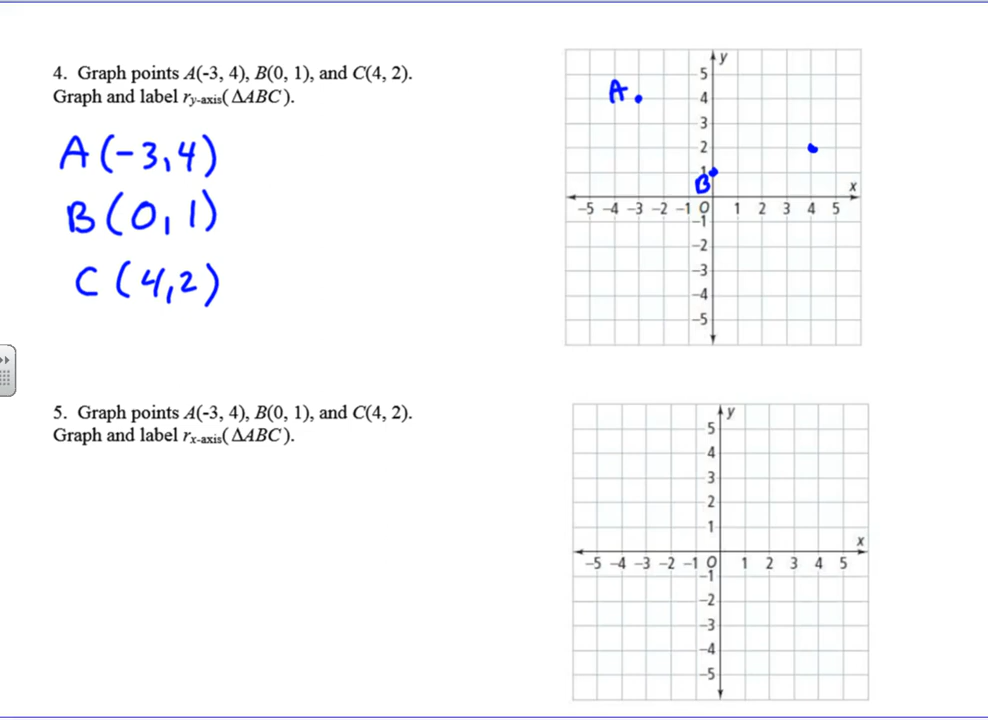 4. Graph points A(-3, 4), B(0, 1), and C(4, 2).
Graph and label r_y-axis(ΔABC).
A(-3,4)
B(0,1)
C(4,2)
y
5
4
3
2
1
A
B
x
-5 -4 -3 -2 -1 O 1 2 3 4 5
-1
-2
-3
-4
-5
5. Graph points A(-3, 4), B(0, 1), and C(4, 2).
Graph and label r_x-axis(ΔABC).
y
5
4
3
2
1
x
-5 -4 -3 -2 -1 O 1 2 3 4 5
-1
-2
-3
-4
-5